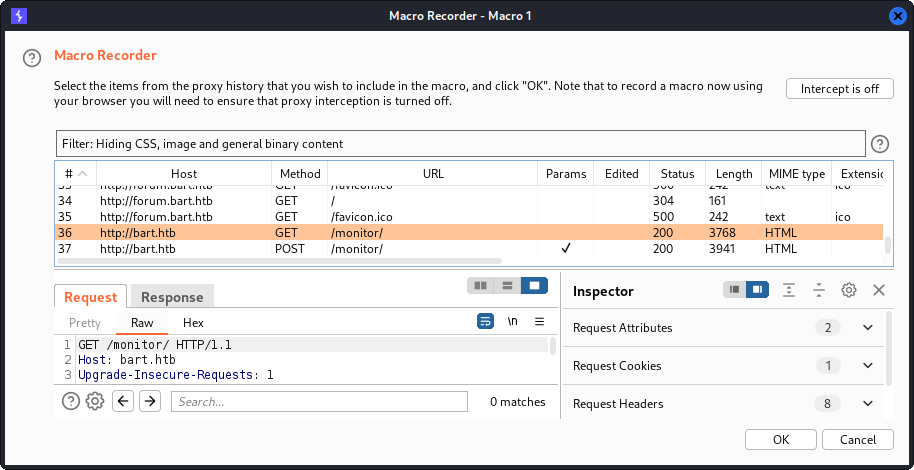 Macro Recorder - Macro 1
Macro Recorder
Select the items from the proxy history that you wish to include in the macro, and click "OK". Note that to record a macro now using
your browser you will need to ensure that proxy interception is turned off.
Intercept is off
Filter: Hiding CSS, image and general binary content
# Host Method URL Params Edited Status Length MIME type Extensio
33 http://forum.bart.htb GET /favicon.ico 500 242 text ico
34 http://forum.bart.htb GET / 304 161
35 http://forum.bart.htb GET /favicon.ico 500 242 text ico
36 http://bart.htb GET /monitor/ 200 3768 HTML
37 http://bart.htb POST /monitor/ ✓ 200 3941 HTML
Request Response
Pretty Raw Hex \n
1 GET /monitor/ HTTP/1.1
2 Host: bart.htb
3 Upgrade-Insecure-Requests: 1
Search... 0 matches
Inspector
Request Attributes 2
Request Cookies 1
Request Headers 8
OK Cancel